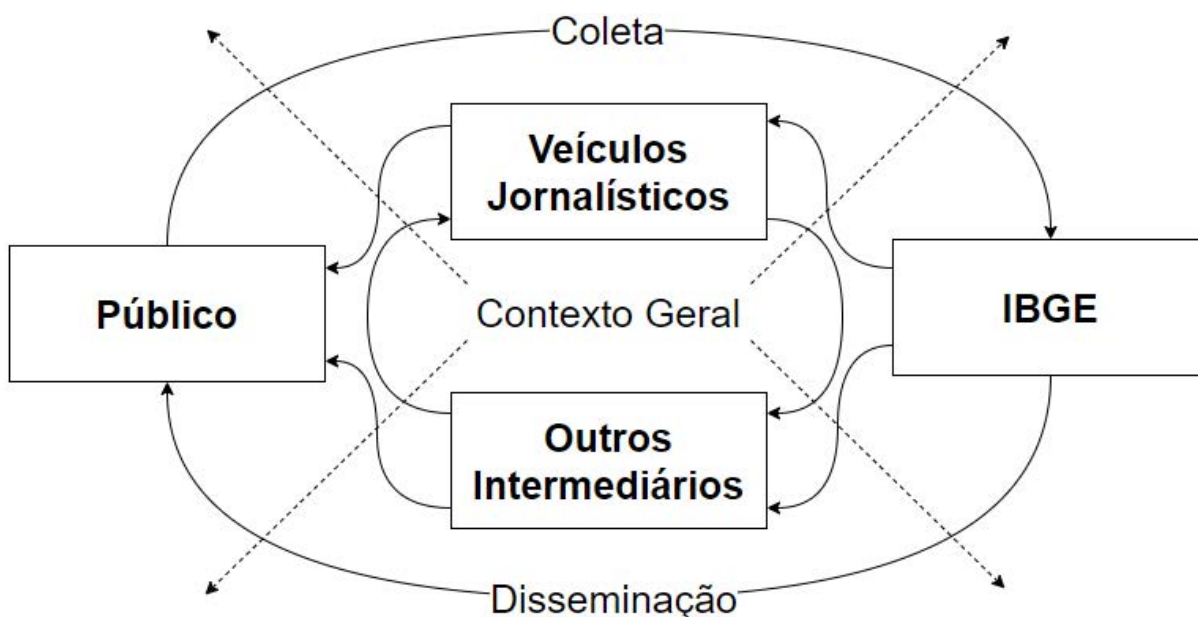 Coleta
Veículos
Jornalísticos
Público
Contexto Geral
IBGE
Outros
Intermediários
Disseminação